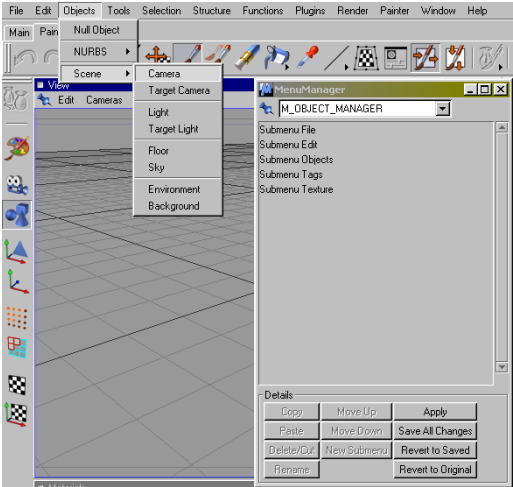 File Edit Objects Tools Selection Structure Functions Plugins Render Painter Window Help
Main Pain
Null Object
NURBS
Scene
Camera
Target Camera
Light
Target Light
Floor
Sky
Environment
Background
View
Edit Cameras
MenuManager
M_OBJECT_MANAGER
Submenu File
Submenu Edit
Submenu Objects
Submenu Tags
Submenu Texture
Details
Copy Move Up Apply
Paste Move Down Save All Changes
Delete/Cut New Submenu Revert to Saved
Rename Revert to Original